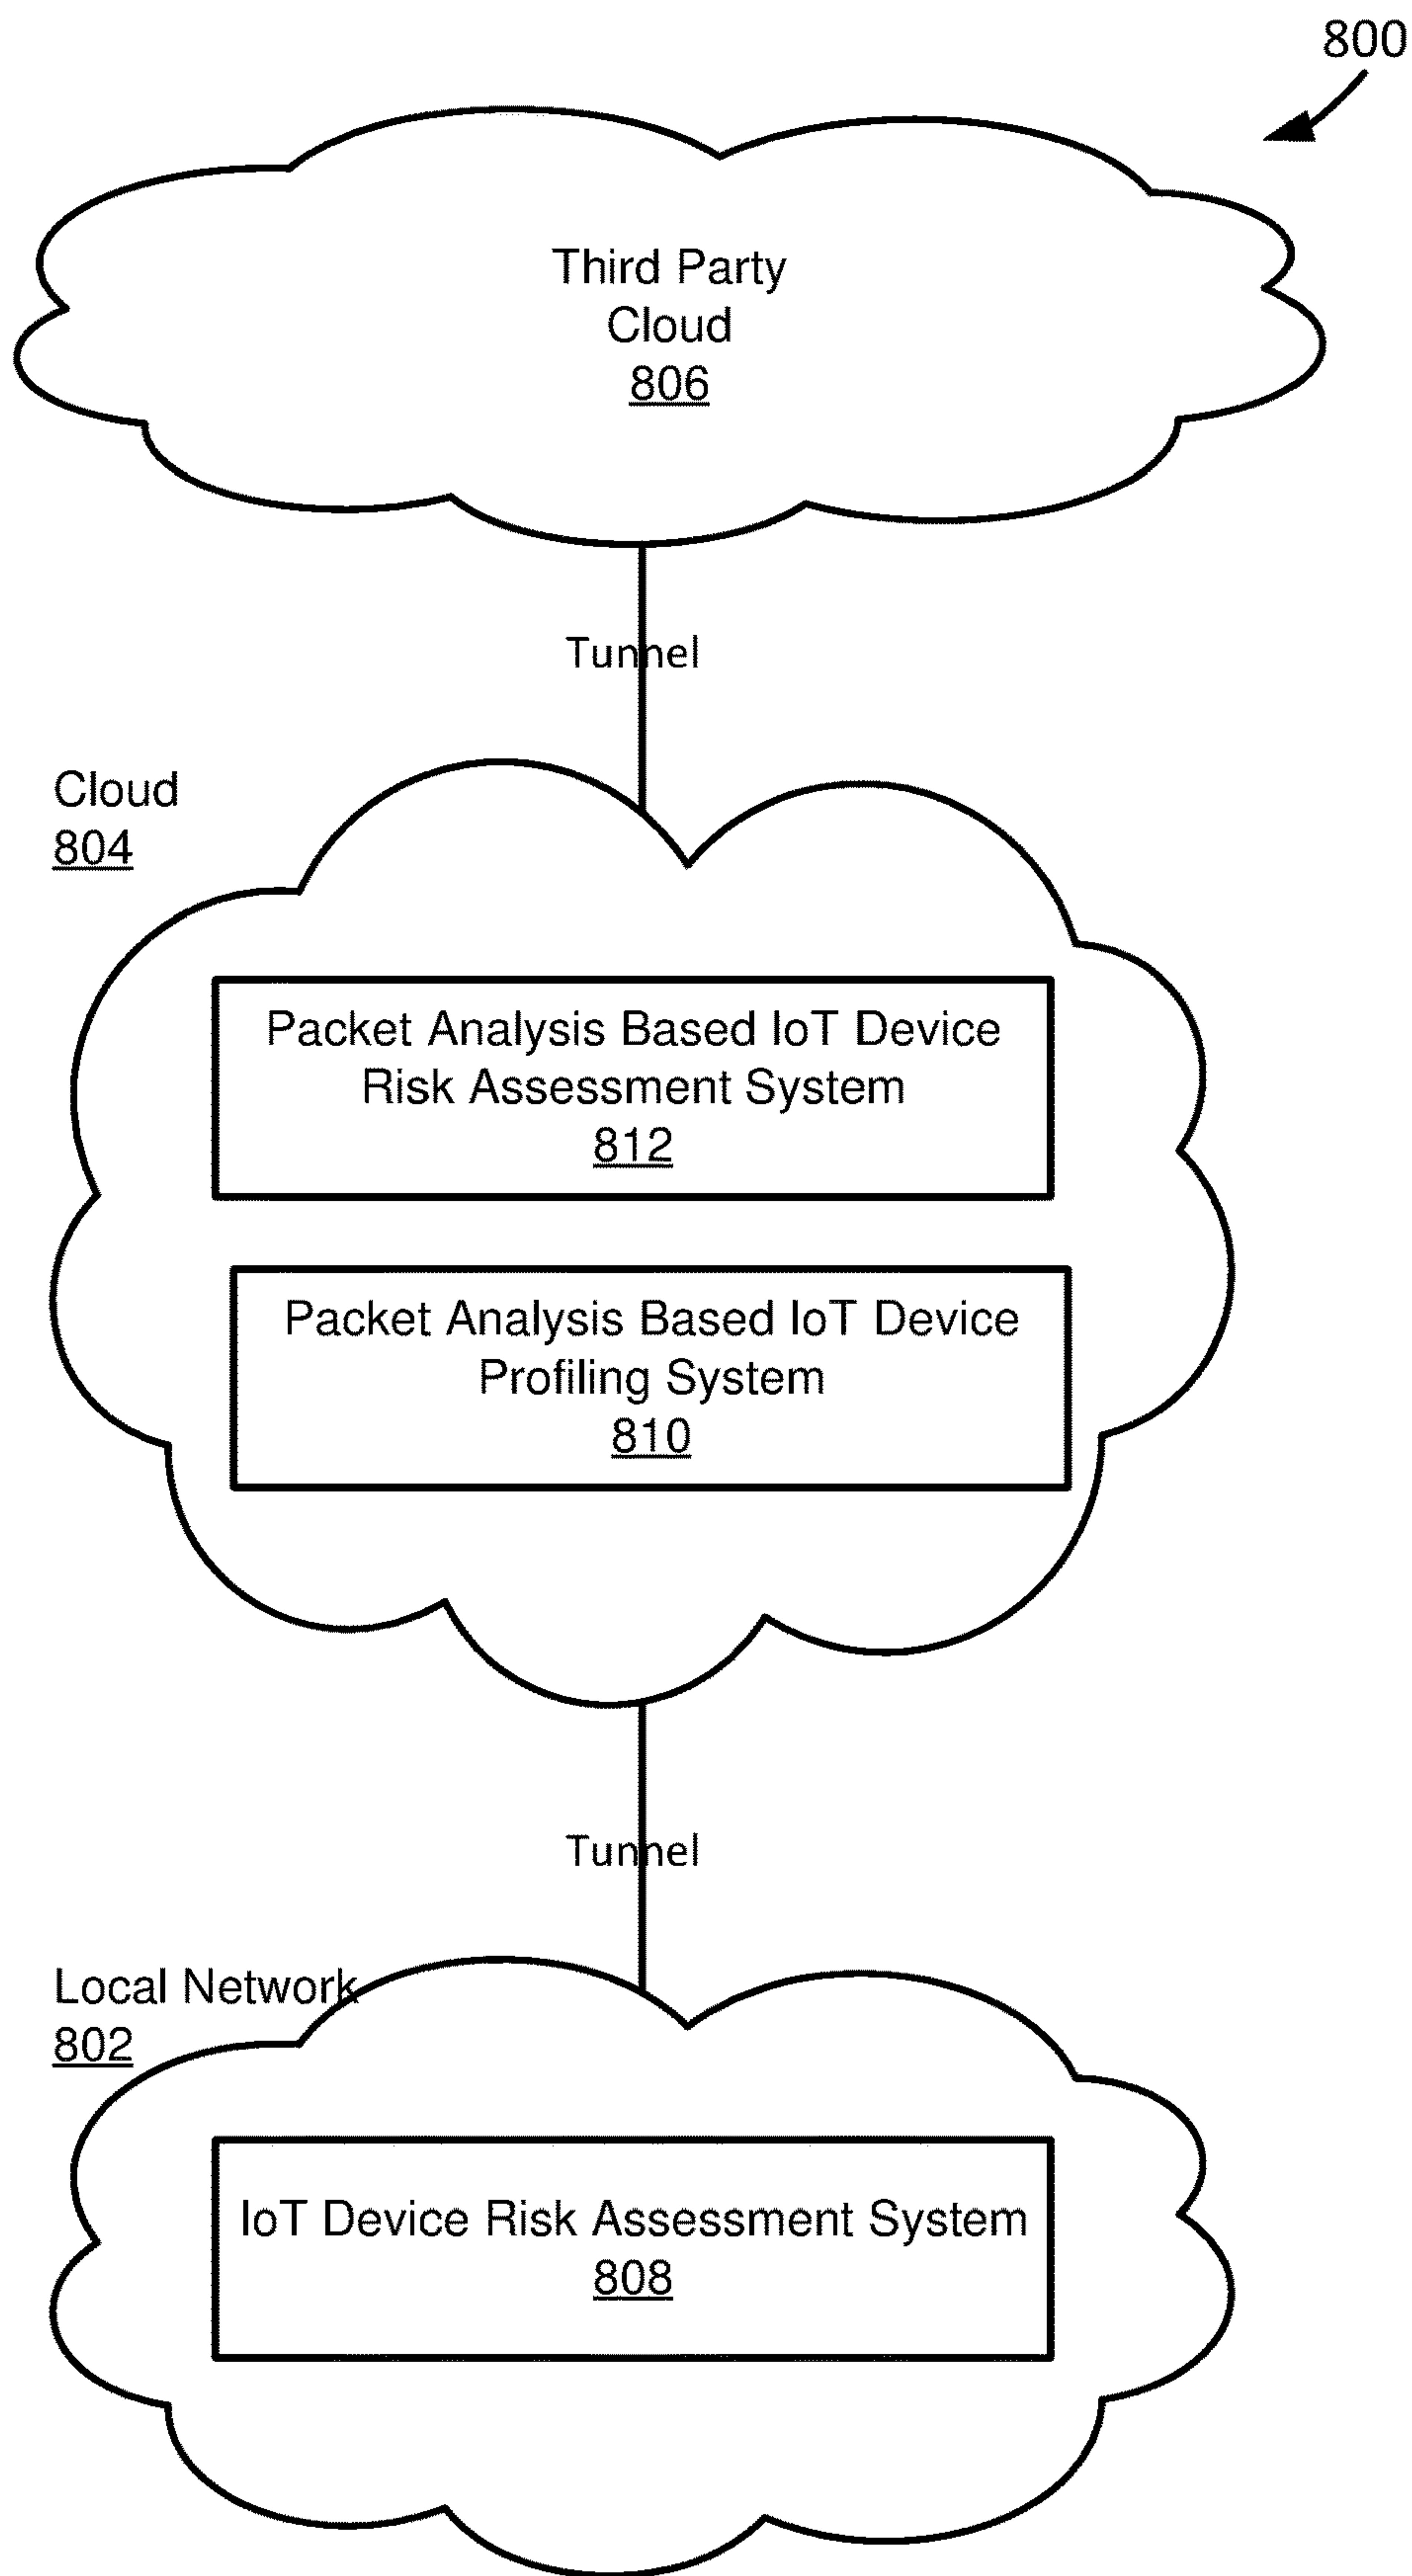 800
Third Party
Cloud
806
Tunnel
Cloud
804
Packet Analysis Based IoT Device
Risk Assessment System
812
Packet Analysis Based IoT Device
Profiling System
810
Tunnel
Local Network
802
IoT Device Risk Assessment System
808